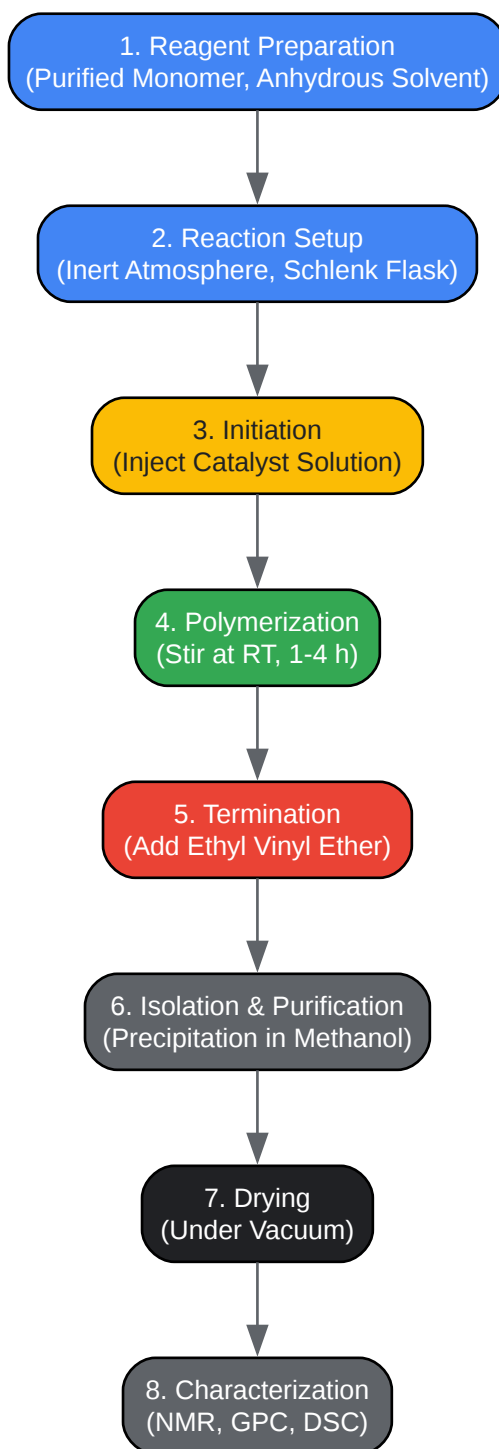 1. Reagent Preparation
(Purified Monomer, Anhydrous Solvent)
2. Reaction Setup
(Inert Atmosphere, Schlenk Flask)
3. Initiation
(Inject Catalyst Solution)
4. Polymerization
(Stir at RT, 1-4 h)
5. Termination
(Add Ethyl Vinyl Ether)
6. Isolation & Purification
(Precipitation in Methanol)
7. Drying
(Under Vacuum)
8. Characterization
(NMR, GPC, DSC)